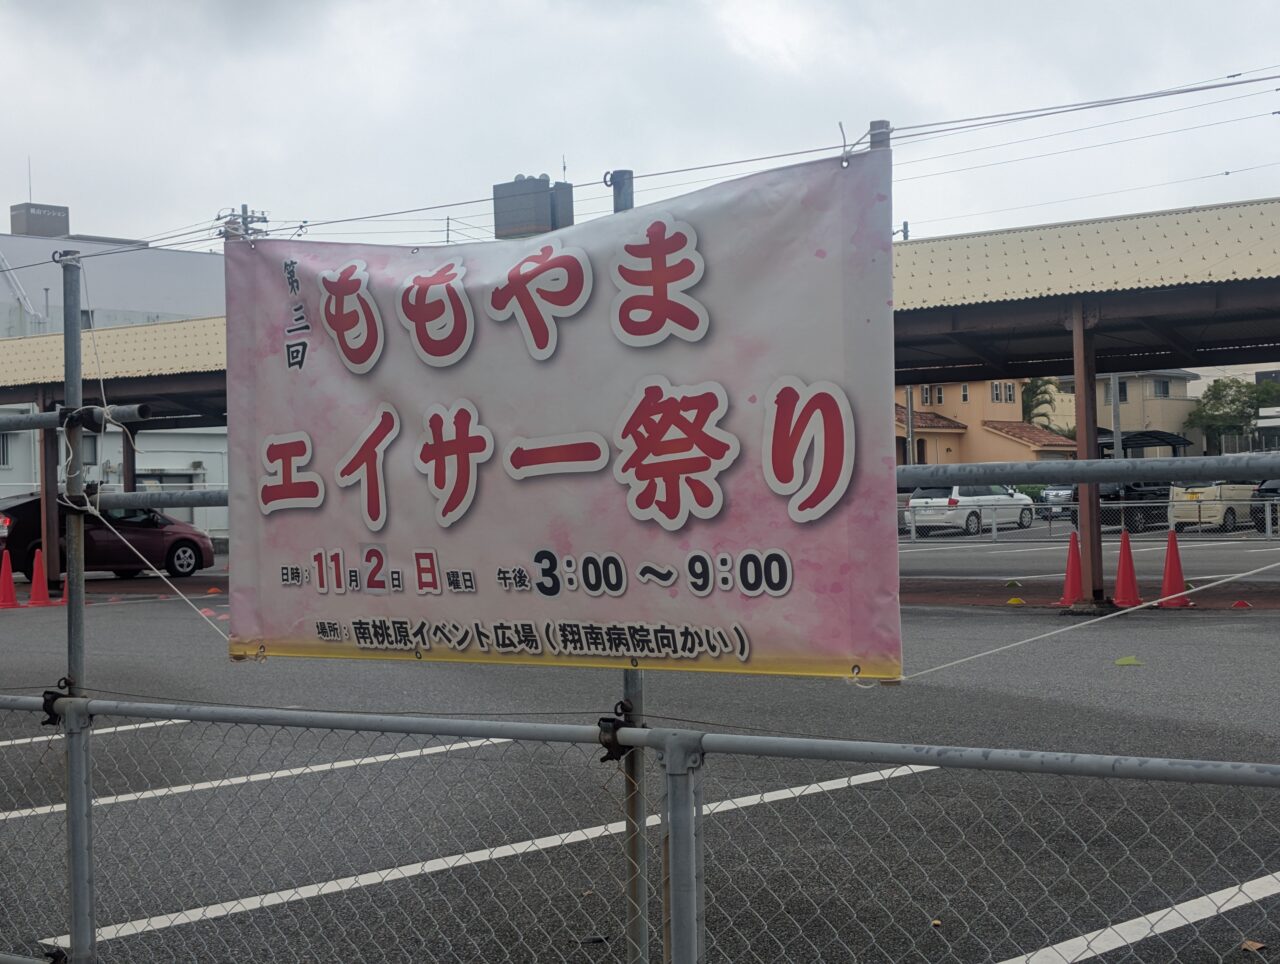 第三回
ももやま
エイサー祭り
日時：11月2日 日曜日 午後3:00～9:00
場所：南桃原イベント広場(翔南病院向かい)